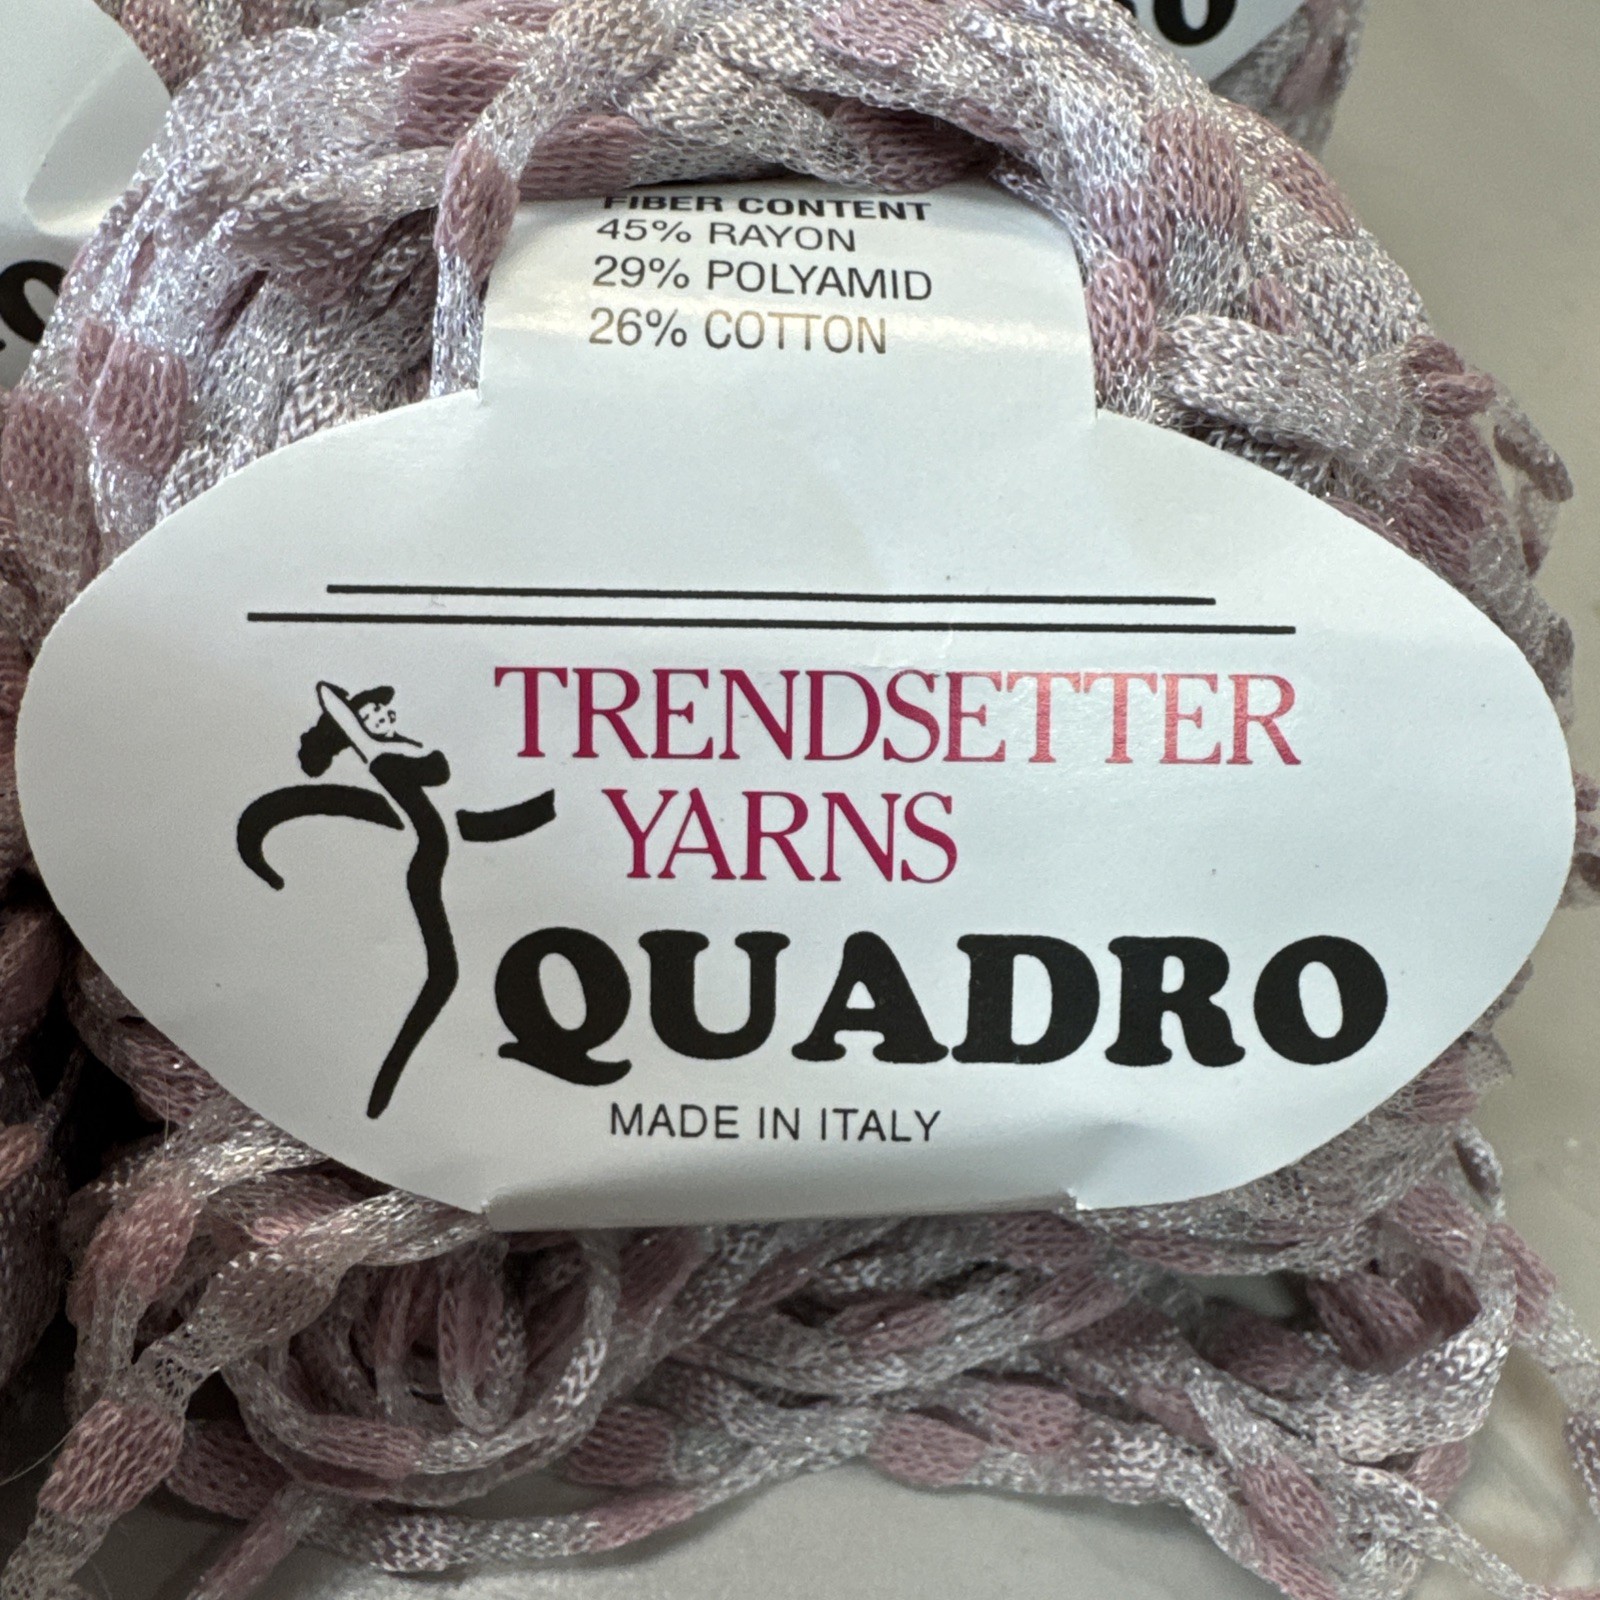 FIBER CONTENT
45% RAYON
29% POLYAMID
26% COTTON
TRENDSETTER
YARNS
QUADRO
MADE IN ITALY